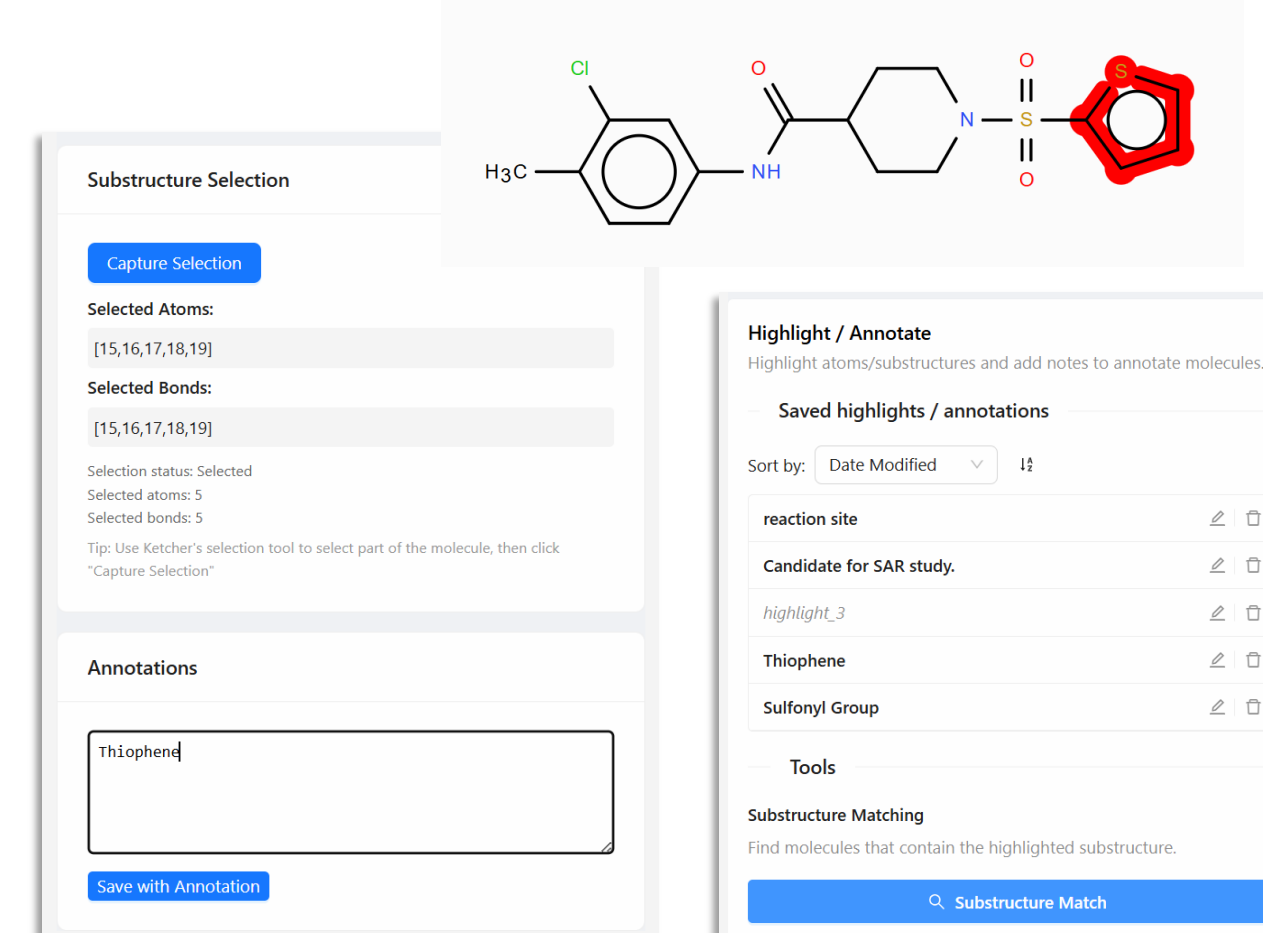 Cl
O
O
S
N
S
H3C
NH
O
Substructure Selection
Capture Selection
Selected Atoms:
[15,16,17,18,19]
Selected Bonds:
[15,16,17,18,19]
Selection status: Selected
Selected atoms: 5
Selected bonds: 5
Tip: Use Ketcher's selection tool to select part of the molecule, then click
"Capture Selection"
Annotations
Thiophene
Save with Annotation
Highlight / Annotate
Highlight atoms/substructures and add notes to annotate molecules.
Saved highlights / annotations
Sort by: Date Modified
reaction site
Candidate for SAR study.
highlight_3
Thiophene
Sulfonyl Group
Tools
Substructure Matching
Find molecules that contain the highlighted substructure.
Substructure Match